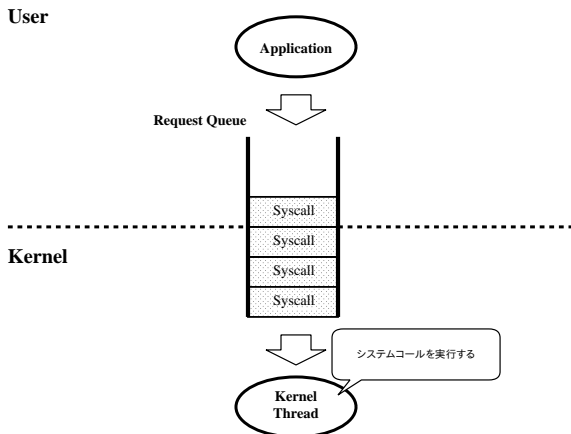 User
Application
Request Queue
Syscall
Syscall
Kernel
Syscall
Syscall
システムコールを実行する
Kernel
Thread